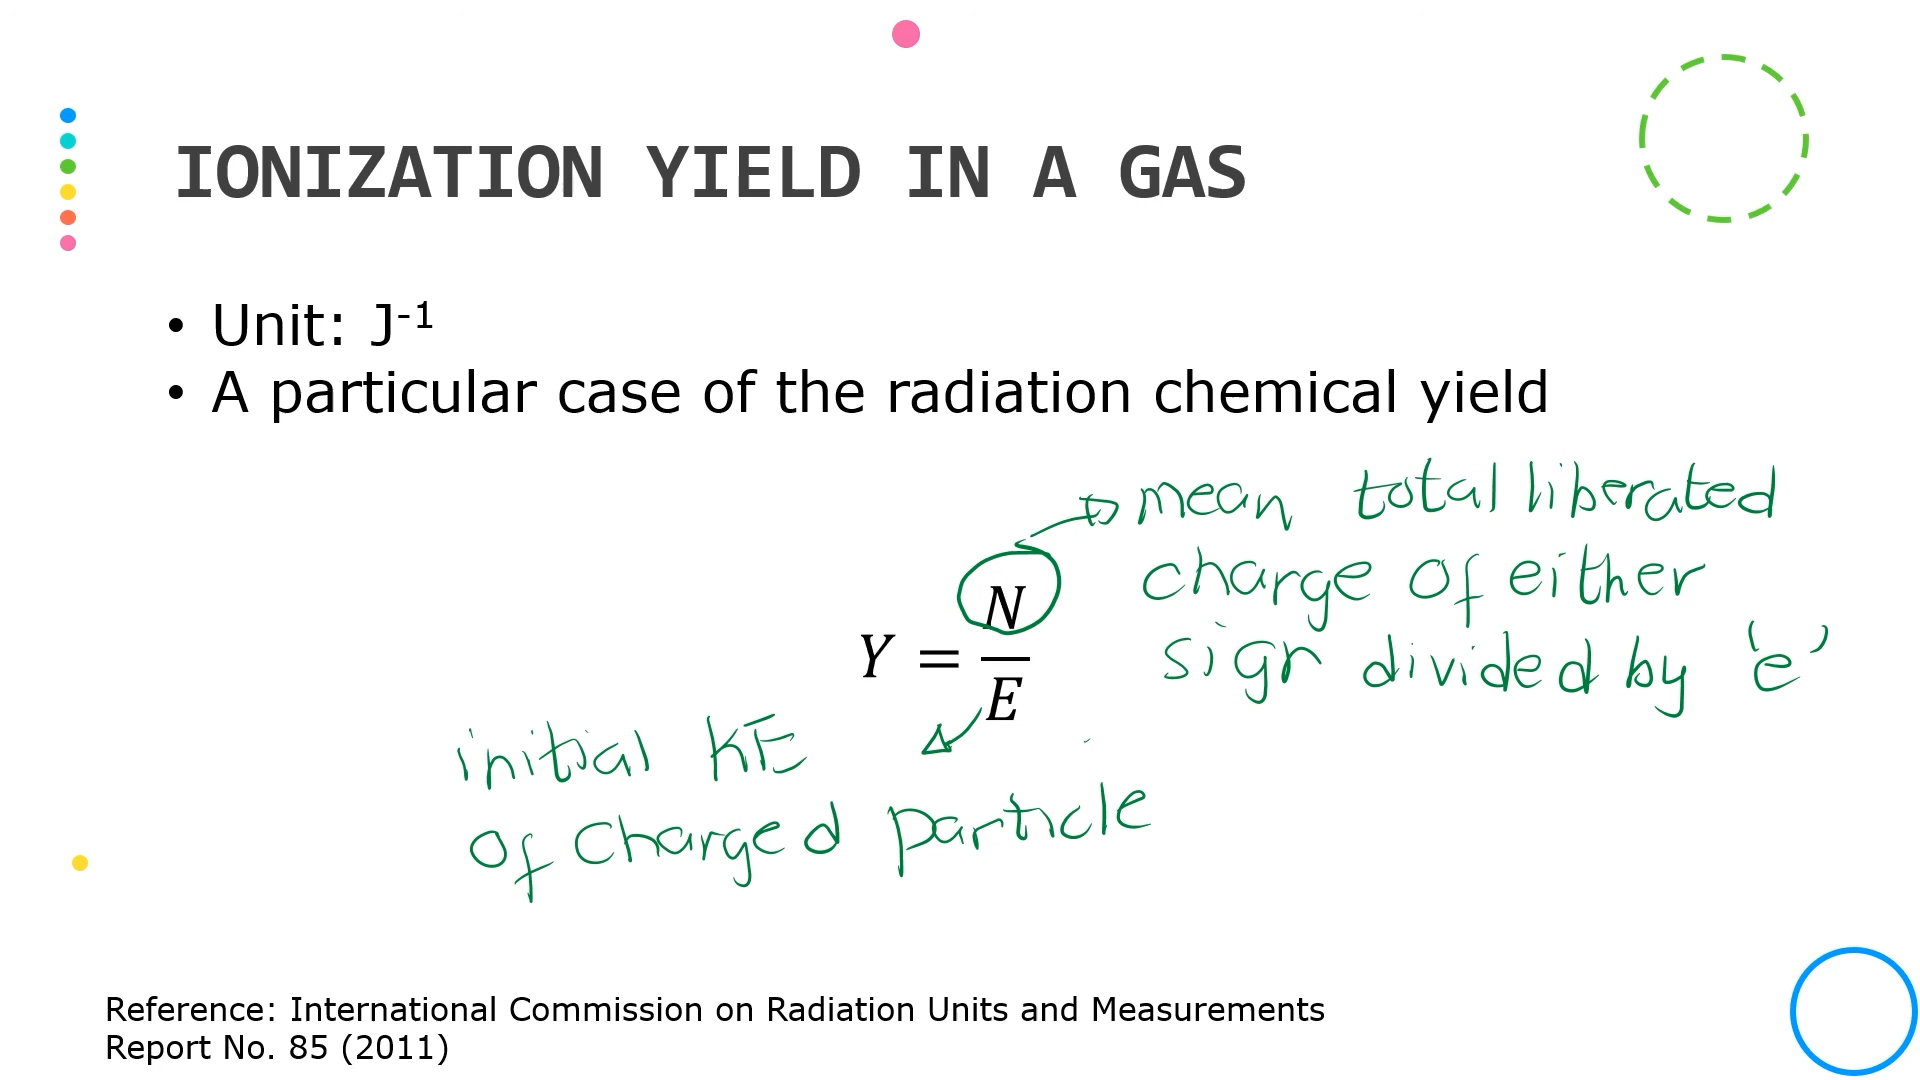 IONIZATION YIELD IN A GAS
• Unit: J⁻¹
• A particular case of the radiation chemical yield
mean total liberated
charge of either
sign divided by 'e'
Y = N/E
initial KE
of charged particle
Reference: International Commission on Radiation Units and Measurements
Report No. 85 (2011)